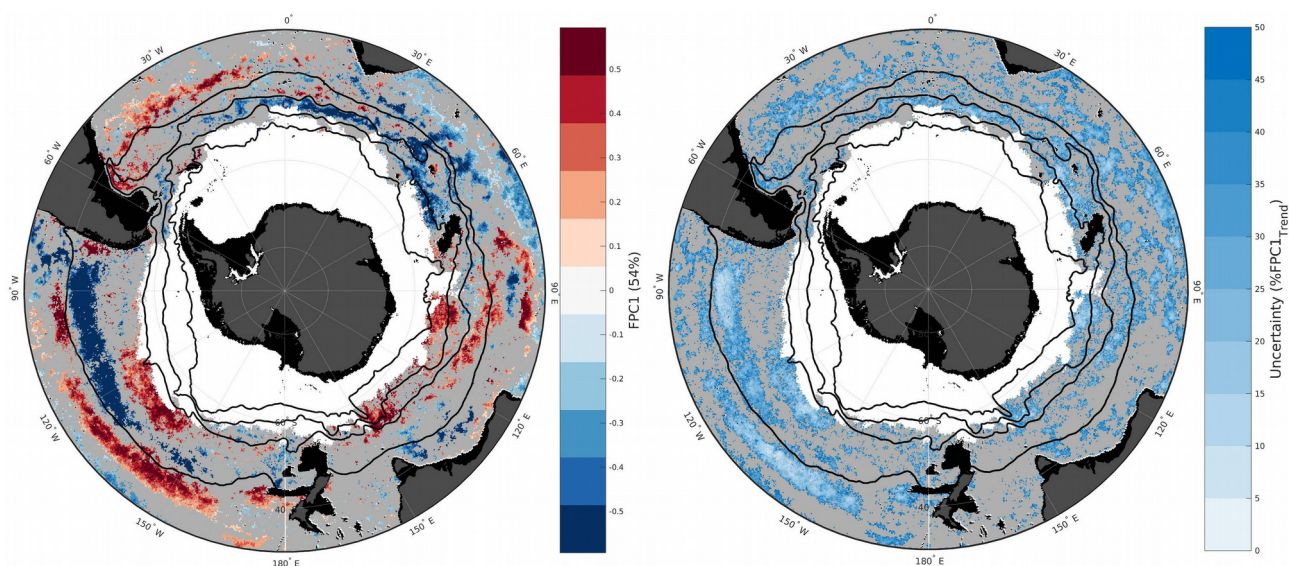 0°
30° W
30° E
60° W
60° E
90° W
90° E
120° W
120° E
150° W
150° E
180° E
60° S
40
0.5
0.4
0.3
0.2
0.1
0
-0.1
-0.2
-0.3
-0.4
-0.5
FPC1 (54%)
0°
30° W
30° E
60° W
60° E
90° W
90° E
120° W
120° E
150° W
150° E
180° E
60° S
40
50
45
40
35
30
25
20
15
10
5
0
Uncertainty (%FPC1Trend)